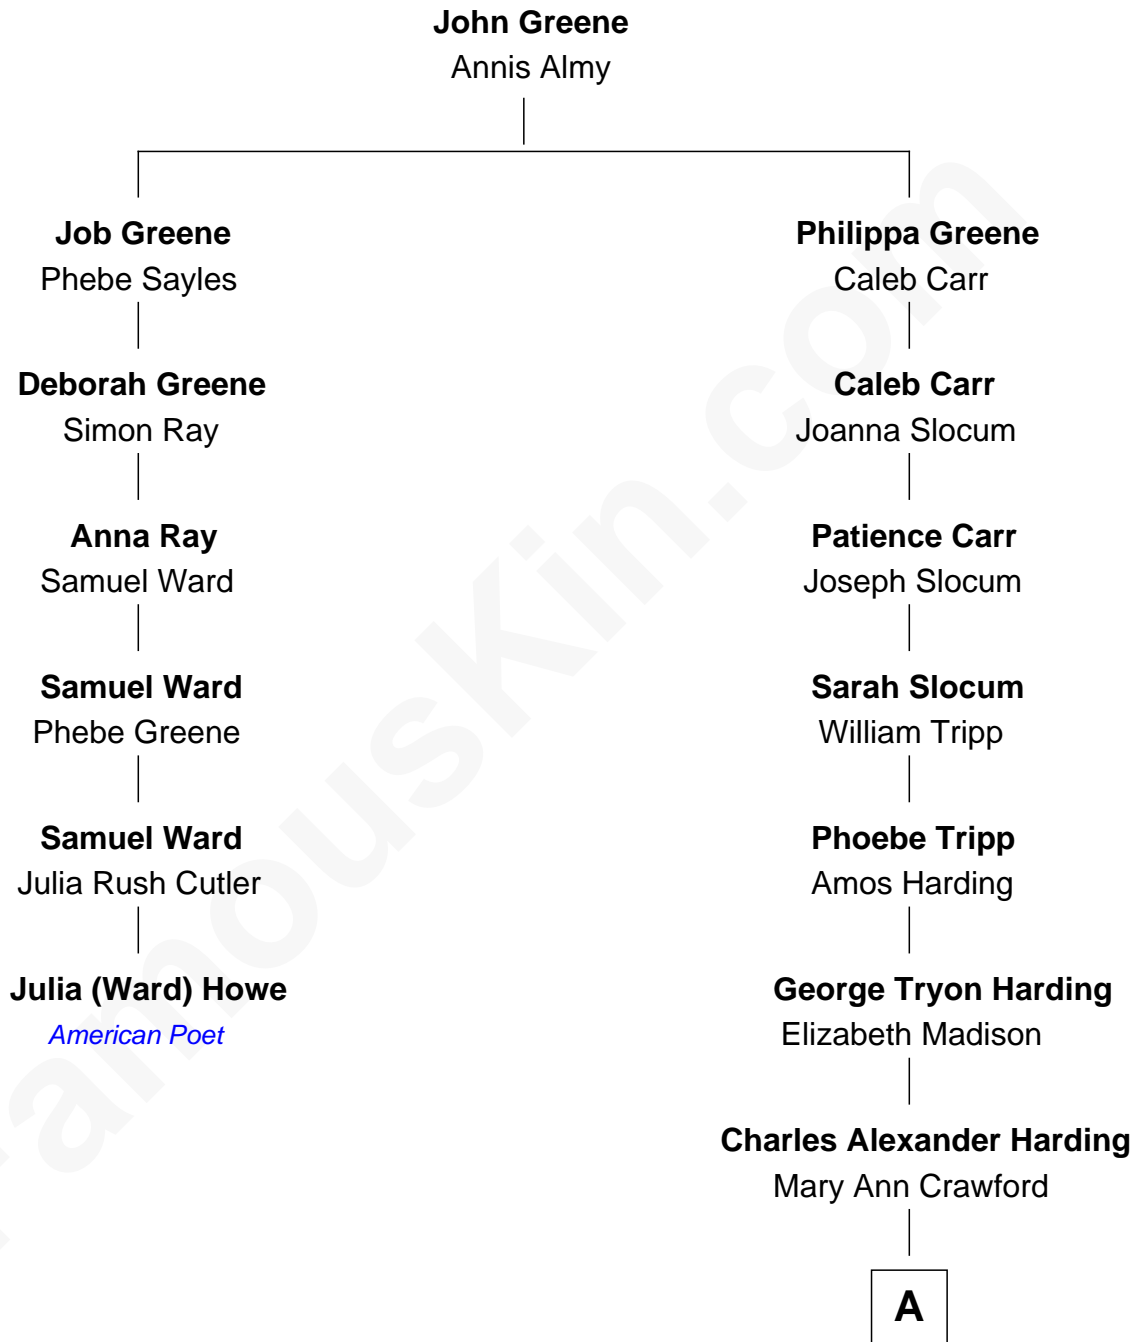 John Greene
Annis Almy
Job Greene
Phebe Sayles
Philippa Greene
Caleb Carr
Deborah Greene
Simon Ray
Caleb Carr
Joanna Slocum
Anna Ray
Samuel Ward
Patience Carr
Joseph Slocum
Samuel Ward
Phebe Greene
Sarah Slocum
William Tripp
Samuel Ward
Julia Rush Cutler
Phoebe Tripp
Amos Harding
Julia (Ward) Howe
American Poet
George Tryon Harding
Elizabeth Madison
Charles Alexander Harding
Mary Ann Crawford
A
FamousKin.com